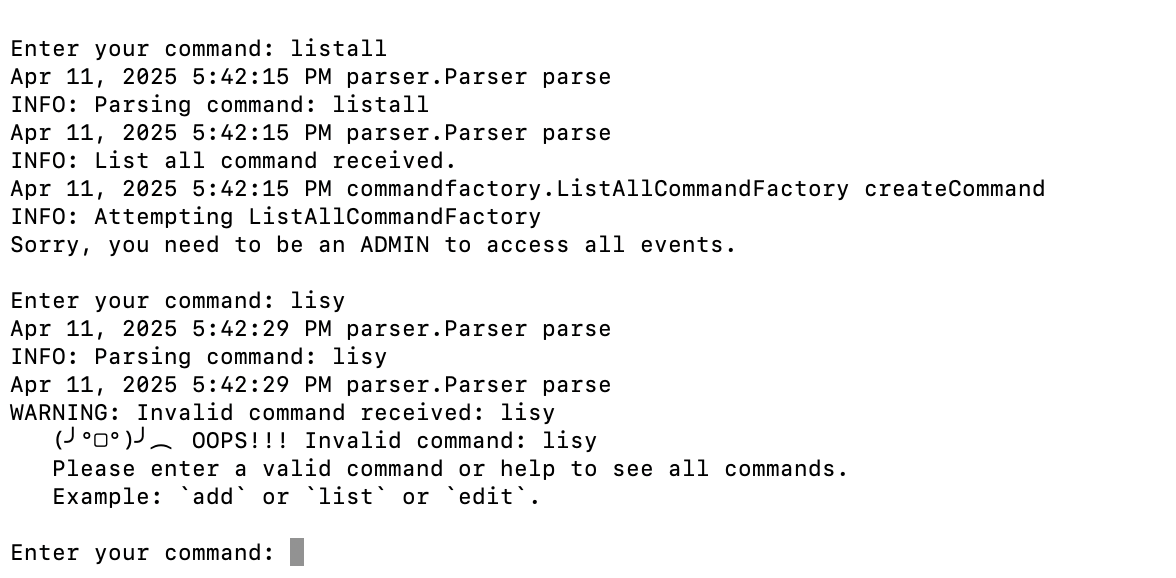 Enter your command: listall
Apr 11, 2025 5:42:15 PM parser.Parser parse
INFO: Parsing command: listall
Apr 11, 2025 5:42:15 PM parser.Parser parse
INFO: List all command received.
Apr 11, 2025 5:42:15 PM commandfactory.ListAllCommandFactory createCommand
INFO: Attempting ListAllCommandFactory
Sorry, you need to be an ADMIN to access all events.
Enter your command: lisy
Apr 11, 2025 5:42:29 PM parser.Parser parse
INFO: Parsing command: lisy
Apr 11, 2025 5:42:29 PM parser.Parser parse
WARNING: Invalid command received: lisy
(╯°□°)╯︵ OOPS!!! Invalid command: lisy
Please enter a valid command or help to see all commands.
Example: `add` or `list` or `edit`.
Enter your command: